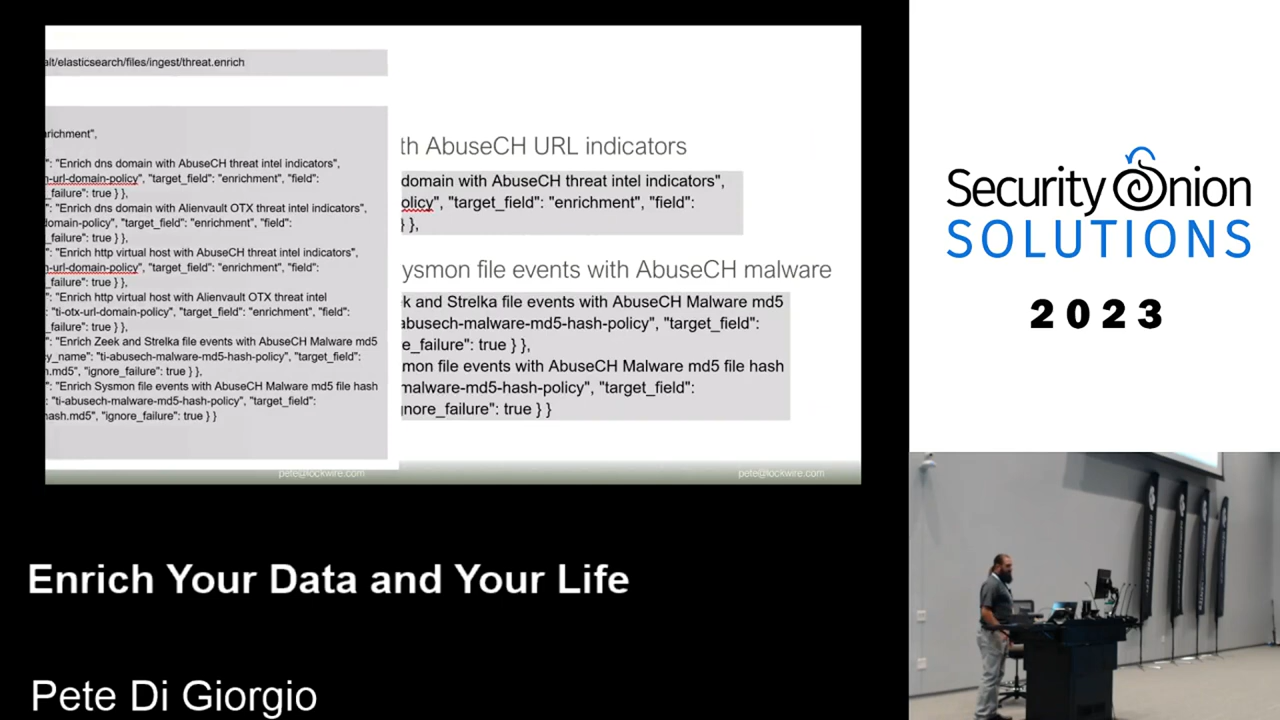 alt/elasticsearch/files/ingest/threat.enrich
richment",
": "Enrich dns domain with AbuseCH threat intel indicators",
-url-domain-policy", "target_field": "enrichment", "field":
_failure": true } },
": "Enrich dns domain with Alienvault OTX threat intel indicators",
domain-policy", "target_field": "enrichment", "field":
_failure": true } },
": "Enrich http virtual host with AbuseCH threat intel indicators",
-url-domain-policy", "target_field": "enrichment", "field":
_failure": true } },
": "Enrich http virtual host with Alienvault OTX threat intel
: "ti-otx-url-domain-policy", "target_field": "enrichment", "field":
_failure": true } },
": "Enrich Zeek and Strelka file events with AbuseCH Malware md5
y_name": "ti-abusech-malware-md5-hash-policy", "target_field":
h.md5", "ignore_failure": true } },
": "Enrich Sysmon file events with AbuseCH Malware md5 file hash
: "ti-abusech-malware-md5-hash-policy", "target_field":
hash.md5", "ignore_failure": true } }
pete@lockwire.com
th AbuseCH URL indicators
domain with AbuseCH threat intel indicators",
olicy", "target_field": "enrichment", "field":
} },
ysmon file events with AbuseCH malware
ek and Strelka file events with AbuseCH Malware md5
abusech-malware-md5-hash-policy", "target_field":
e_failure": true } },
mon file events with AbuseCH Malware md5 file hash
malware-md5-hash-policy", "target_field":
gnore_failure": true } }
pete@lockwire.com
Enrich Your Data and Your Life
Pete Di Giorgio
Security Onion
SOLUTIONS
2023